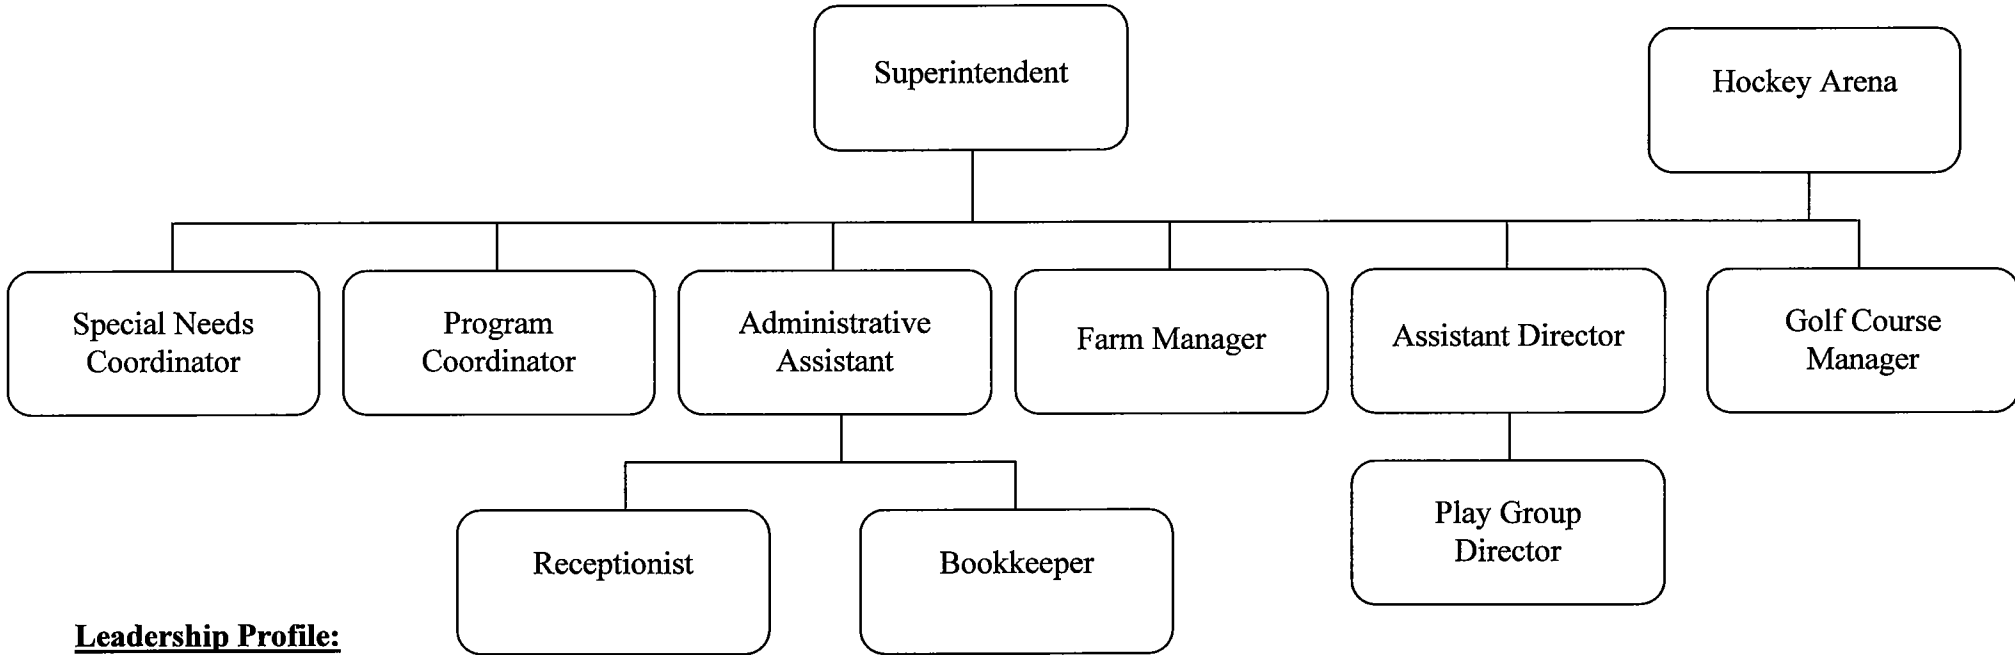 Superintendent
Hockey Arena
Special Needs
Coordinator
Program
Coordinator
Administrative
Assistant
Farm Manager
Assistant Director
Golf Course
Manager
Receptionist
Bookkeeper
Play Group
Director
Leadership Profile: